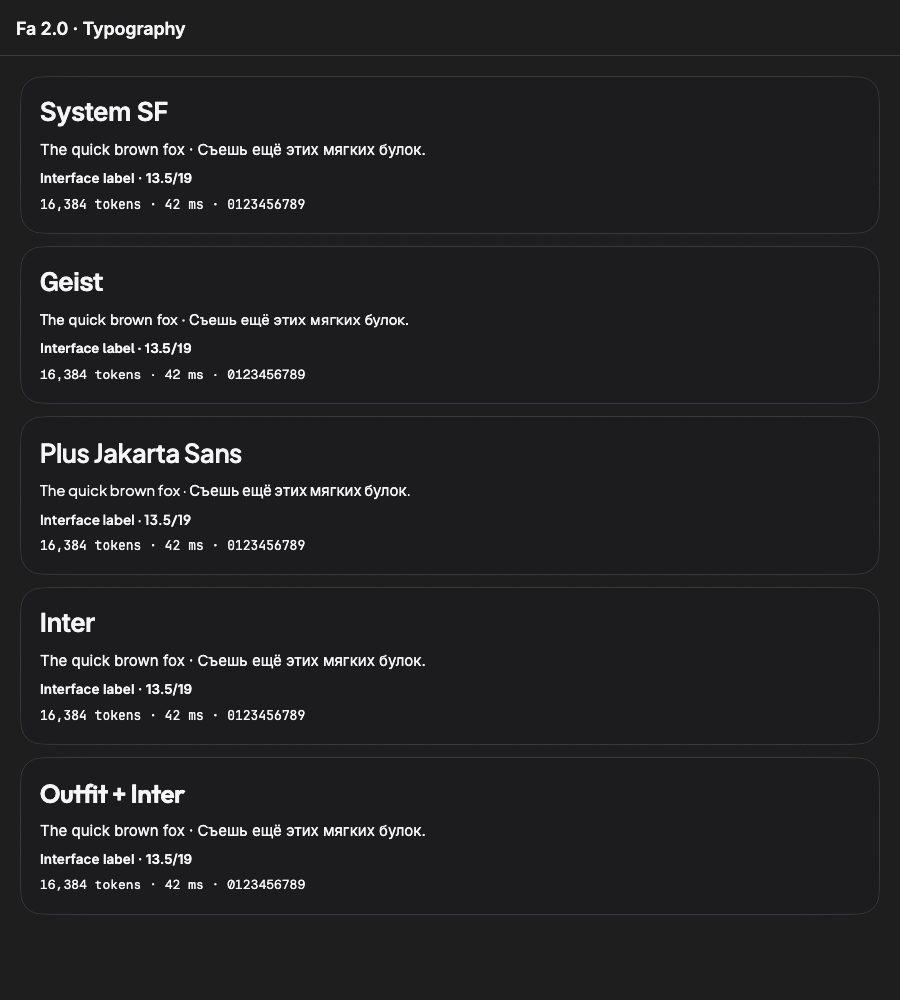 Fa 2.0 · Typography
System SF
The quick brown fox · Съешь ещё этих мягких булок.
Interface label · 13.5/19
16,384 tokens · 42 ms · 0123456789
Geist
The quick brown fox · Съешь ещё этих мягких булок.
Interface label · 13.5/19
16,384 tokens · 42 ms · 0123456789
Plus Jakarta Sans
The quick brown fox · Съешь ещё этих мягких булок.
Interface label · 13.5/19
16,384 tokens · 42 ms · 0123456789
Inter
The quick brown fox · Съешь ещё этих мягких булок.
Interface label · 13.5/19
16,384 tokens · 42 ms · 0123456789
Outfit + Inter
The quick brown fox · Съешь ещё этих мягких булок.
Interface label · 13.5/19
16,384 tokens · 42 ms · 0123456789